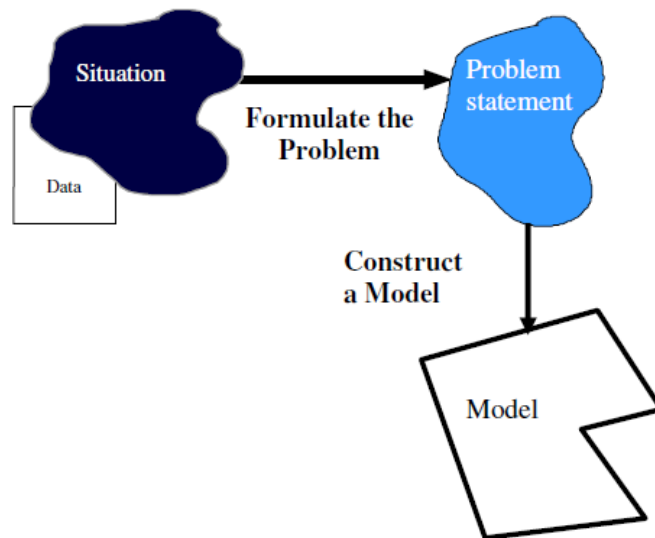 Situation
Problem
statement
Formulate the
Problem
Data
Construct
a Model
Model